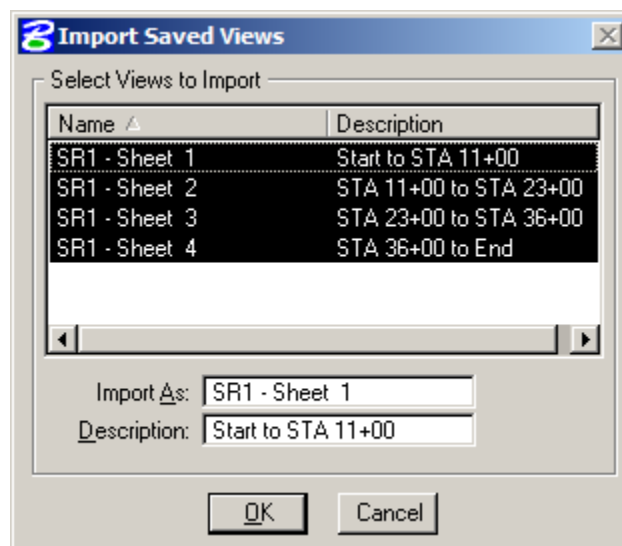 Import Saved Views
Select Views to Import
Name Description
SR1 - Sheet 1 Start to STA 11+00
SR1 - Sheet 2 STA 11+00 to STA 23+00
SR1 - Sheet 3 STA 23+00 to STA 36+00
SR1 - Sheet 4 STA 36+00 to End
Import As: SR1 - Sheet 1
Description: Start to STA 11+00
OK Cancel